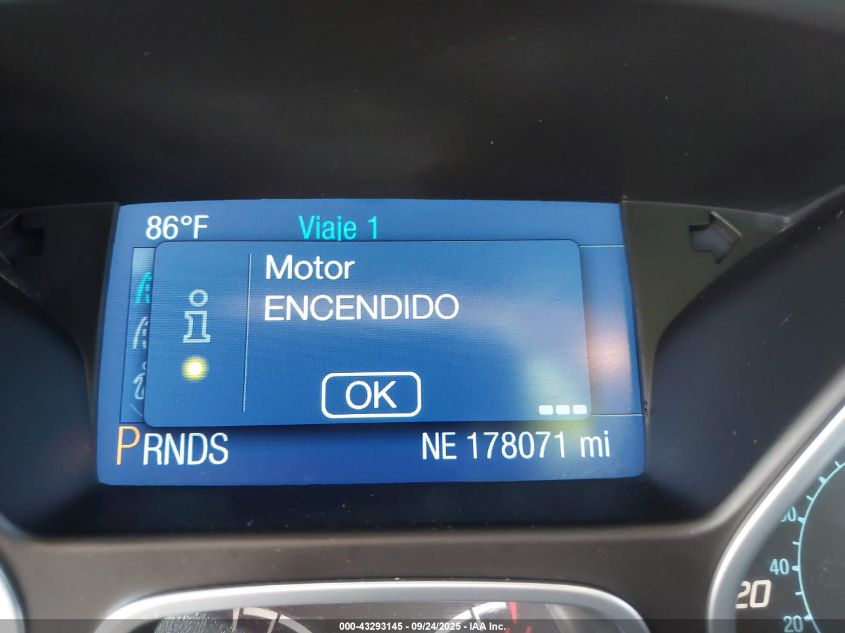 86°F Viaje 1
Motor
ENCENDIDO
OK
PRNDS NE 178071 mi
40
20
20
000-43293145 - 09/24/2025 - IAA Inc.